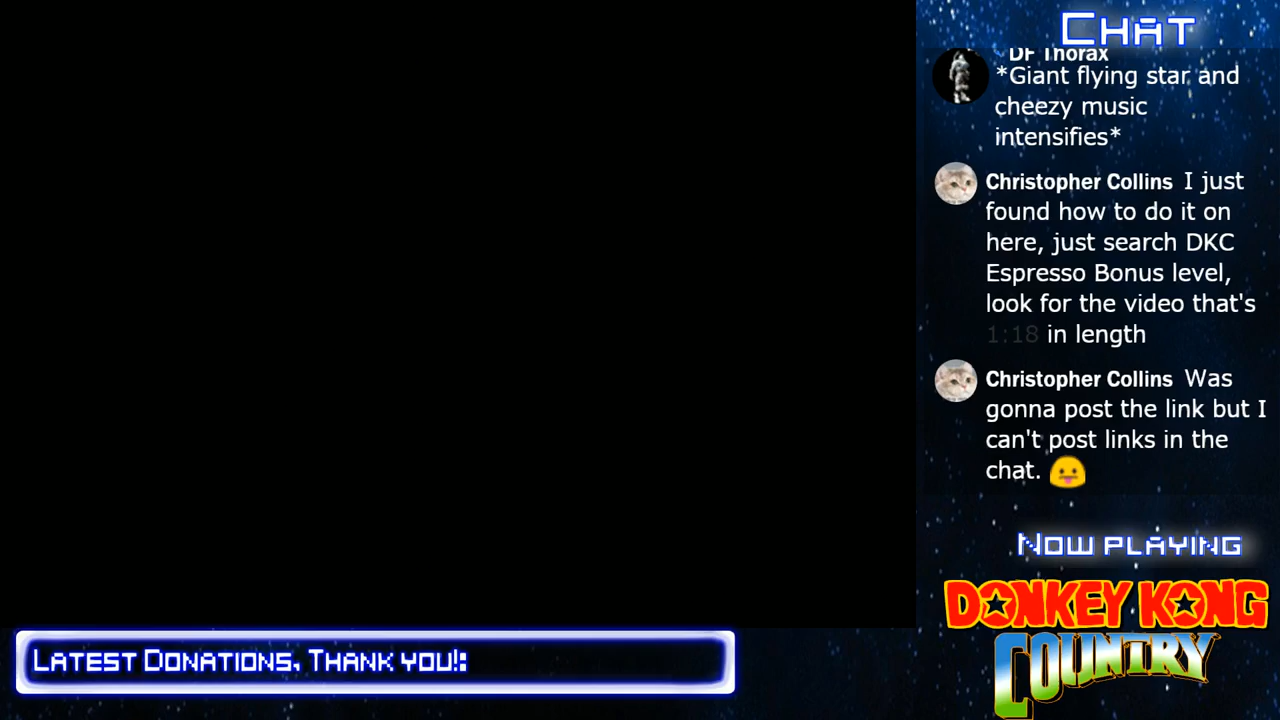 CHAT
DF Thorax
*Giant flying star and
cheezy music
intensifies*
Christopher Collins I just
found how to do it on
here, just search DKC
Espresso Bonus level,
look for the video that's
1:18 in length
Christopher Collins Was
gonna post the link but I
can't post links in the
chat.
NOW PLAYING
DONKEY KONG
COUNTRY
LATEST DONATIONS, THANK YOU!: